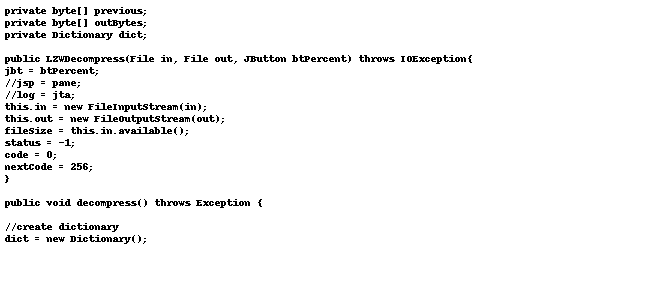 private byte[] previous;
private byte[] outBytes;
private Dictionary dict;
public LZWDecompress(File in, File out, JButton btPercent) throws IOException{
jbt = btPercent;
//jsp = pane;
//log = jta;
this.in = new FileInputStream(in);
this.out = new FileOutputStream(out);
fileSize = this.in.available();
status = -1;
code = 0;
nextCode = 256;
}
public void decompress() throws Exception {
//create dictionary
dict = new Dictionary();